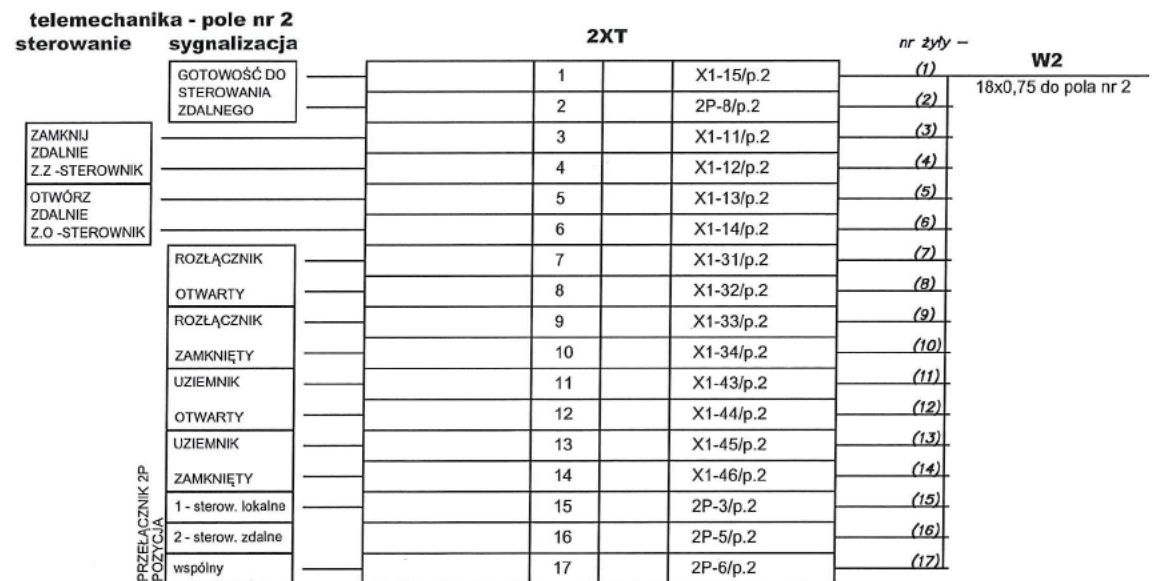 telemechanika - pole nr 2
sterowanie sygnalizacja
2XT
nr żyły –
W2
18x0,75 do pola nr 2
GOTOWOŚĆ DO
STEROWANIA
ZDALNEGO
1 X1-15/p.2 (1)
2 2P-8/p.2 (2)
ZAMKNIJ
ZDALNIE
Z.Z -STEROWNIK
3 X1-11/p.2 (3)
4 X1-12/p.2 (4)
OTWÓRZ
ZDALNIE
Z.O -STEROWNIK
5 X1-13/p.2 (5)
6 X1-14/p.2 (6)
ROZŁĄCZNIK
OTWARTY
7 X1-31/p.2 (7)
8 X1-32/p.2 (8)
ROZŁĄCZNIK
ZAMKNIĘTY
9 X1-33/p.2 (9)
10 X1-34/p.2 (10)
UZIEMNIK
OTWARTY
11 X1-43/p.2 (11)
12 X1-44/p.2 (12)
UZIEMNIK
ZAMKNIĘTY
13 X1-45/p.2 (13)
14 X1-46/p.2 (14)
PRZEŁĄCZNIK 2P
POZYCJA
1 - sterow. lokalne 15 2P-3/p.2 (15)
2 - sterow. zdalne 16 2P-5/p.2 (16)
wspólny 17 2P-6/p.2 (17)